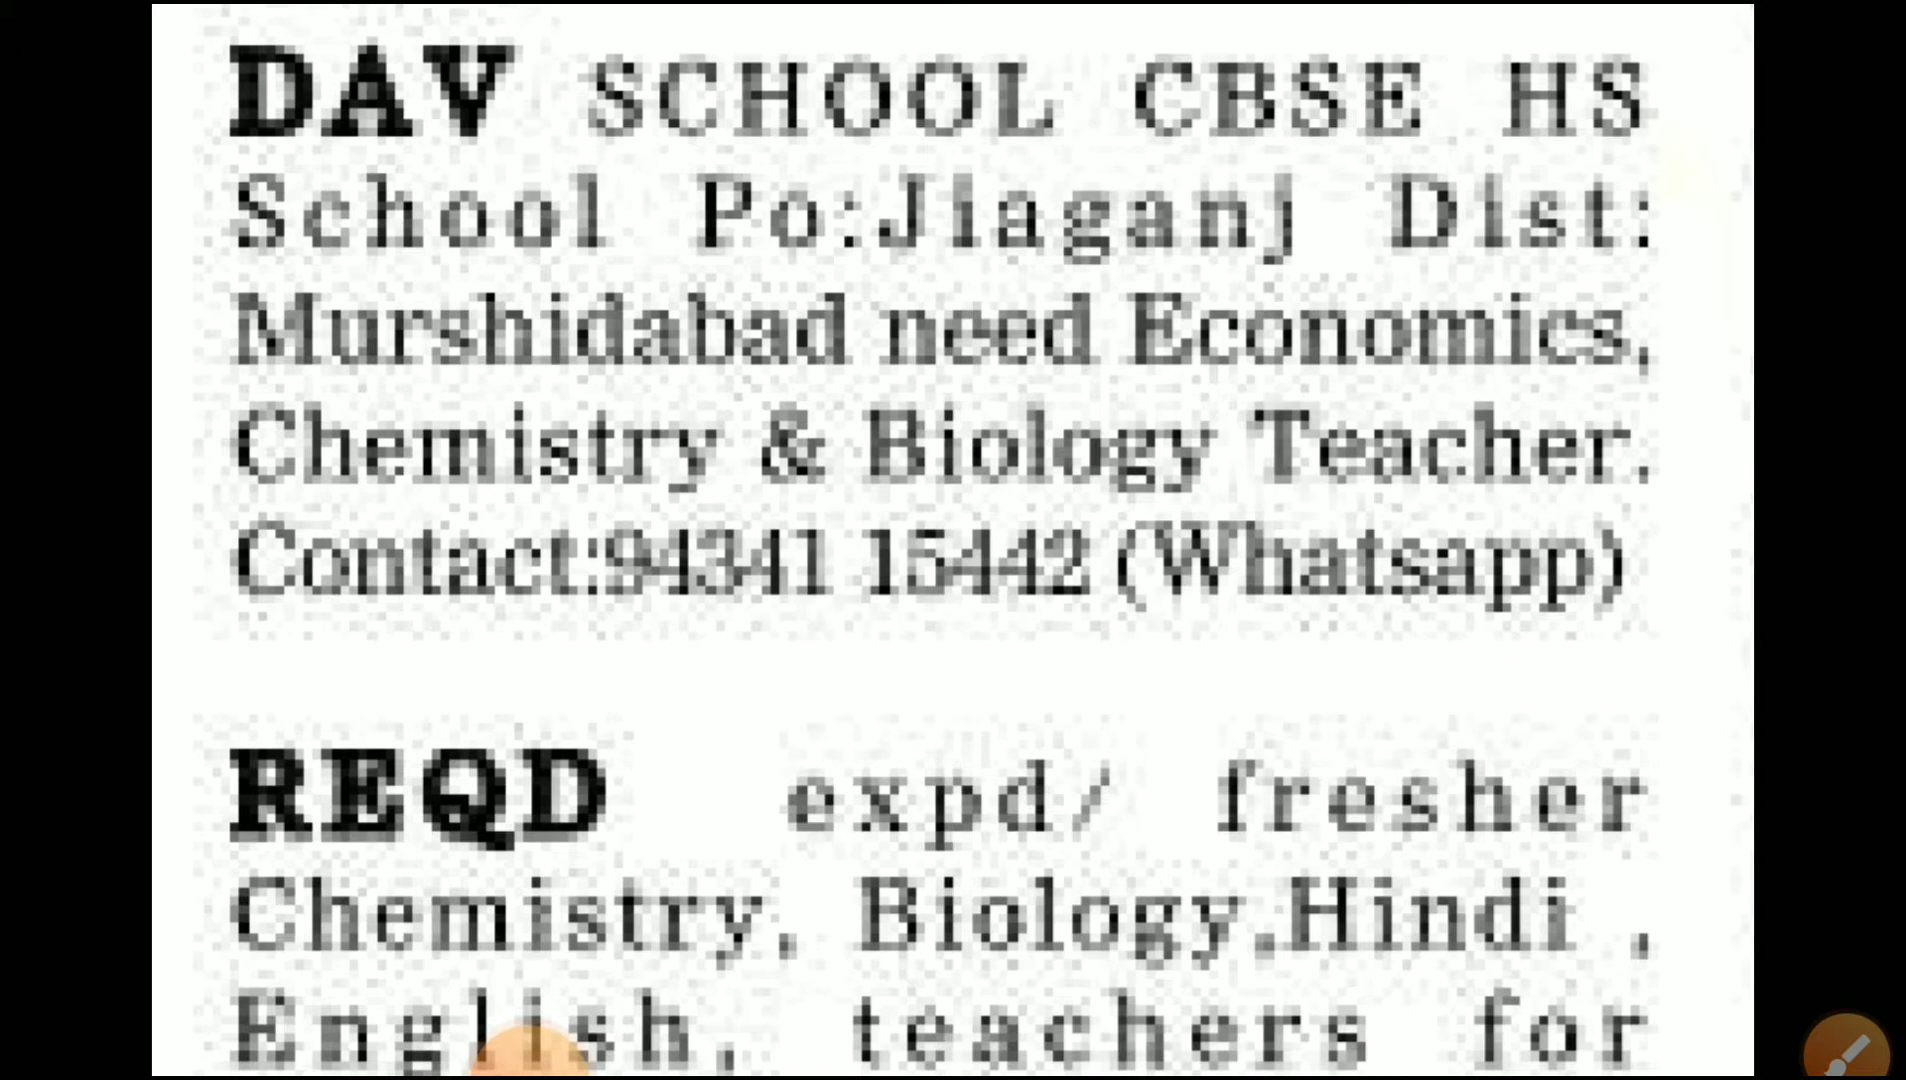 DAV SCHOOL CBSE HS
School Po:Jiaganj Dist:
Murshidabad need Economics,
Chemistry & Biology Teacher.
Contact:94341 15442 (Whatsapp)
REQD expd/ fresher
Chemistry, Biology,Hindi ,
English, teachers for